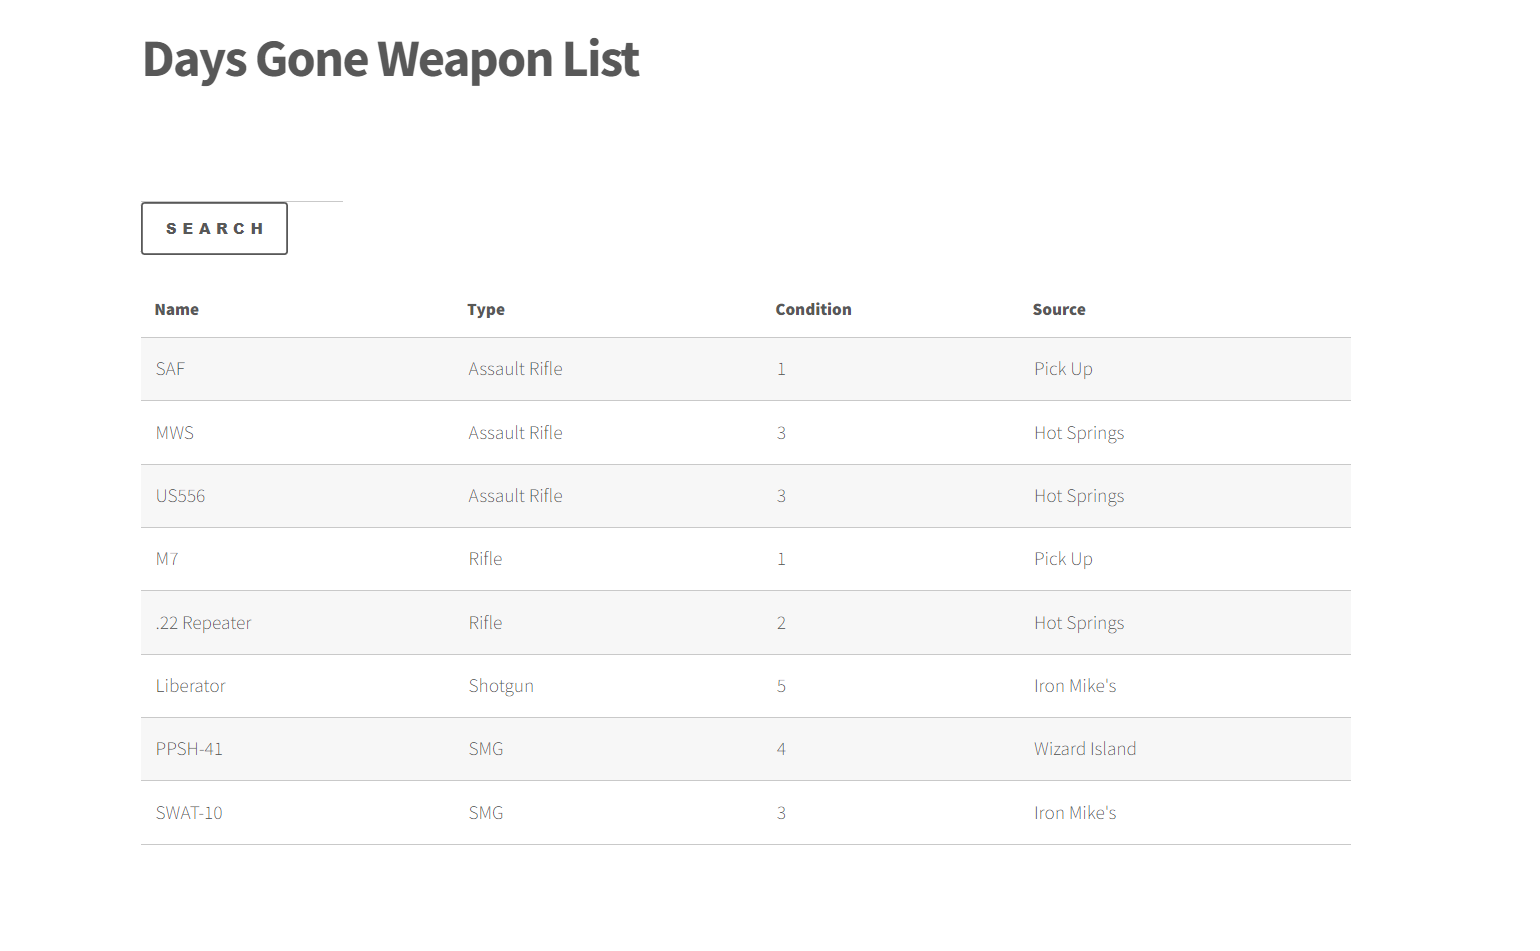 Days Gone Weapon List
SEARCH
Name Type Condition Source
SAF Assault Rifle 1 Pick Up
MWS Assault Rifle 3 Hot Springs
US556 Assault Rifle 3 Hot Springs
M7 Rifle 1 Pick Up
.22 Repeater Rifle 2 Hot Springs
Liberator Shotgun 5 Iron Mike's
PPSH-41 SMG 4 Wizard Island
SWAT-10 SMG 3 Iron Mike's